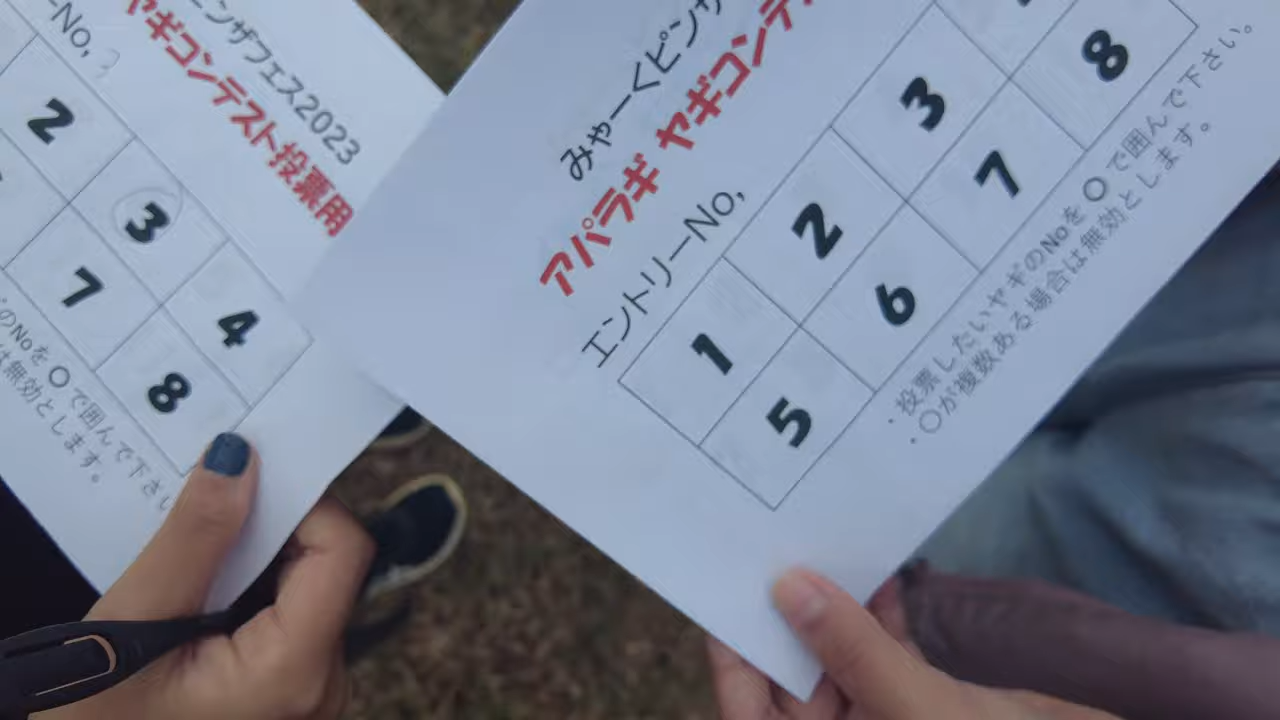 ピンザフェス2023
ヤギコンテスト投票用
-No, 3
2
3
4
7
8
のNoを〇で囲んで下さい
は無効とします。
みゃーくピンザ
アパラギ ヤギコンテ
エントリーNo,
1 2 3
5 6 7 8
・投票したいヤギのNoを〇で囲んで下さい。
・〇が複数ある場合は無効とします。